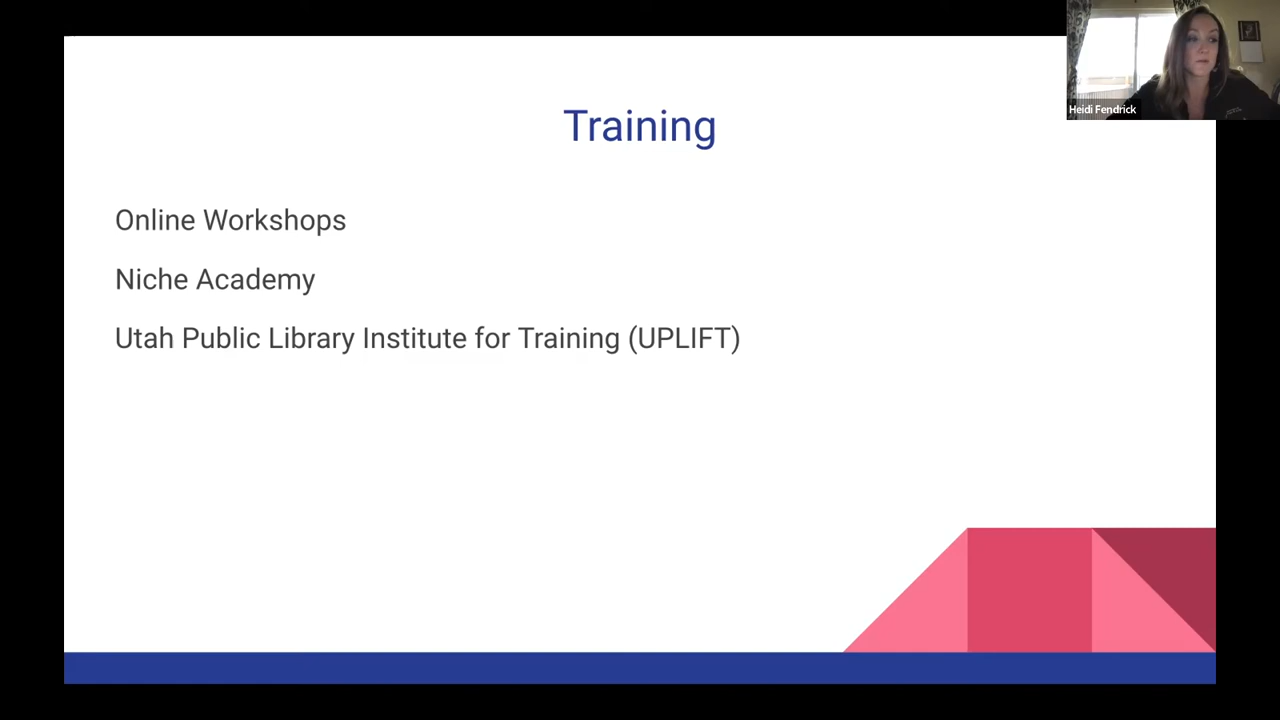 Heidi Fendrick
Training
Online Workshops
Niche Academy
Utah Public Library Institute for Training (UPLIFT)